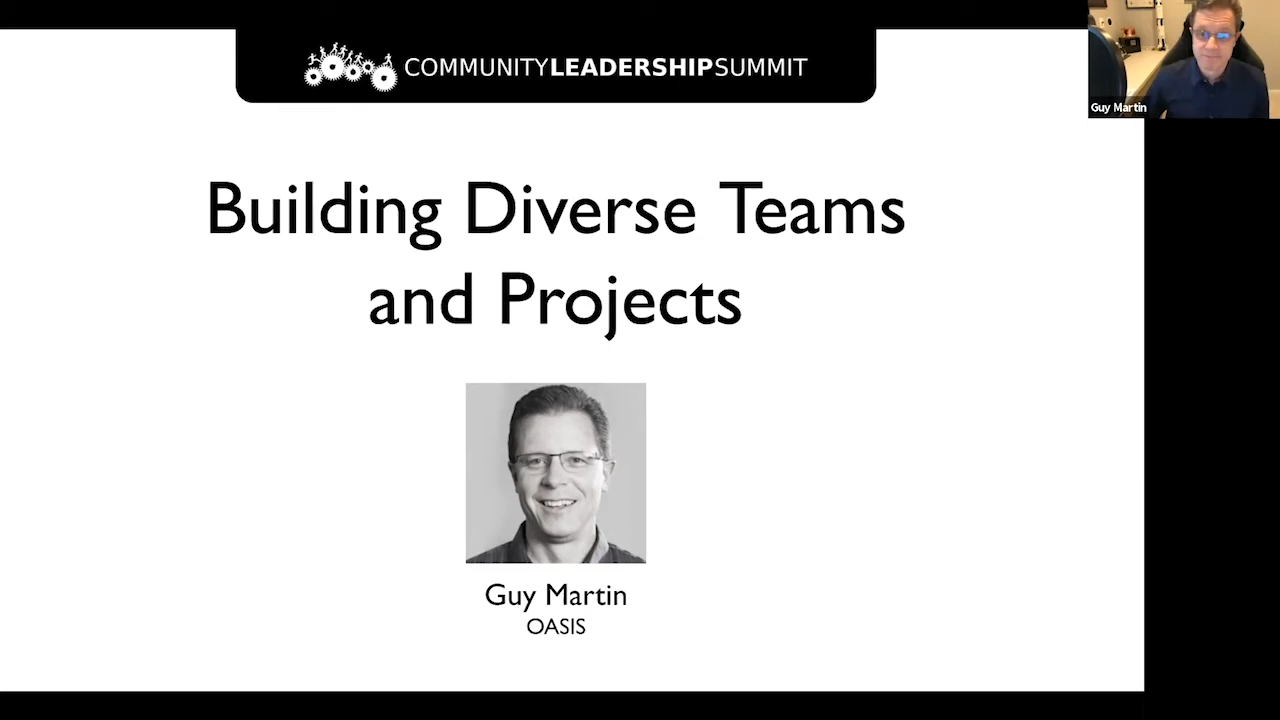 COMMUNITYLEADERSHIPSUMMIT
Guy Martin
Building Diverse Teams
and Projects
Guy Martin
OASIS